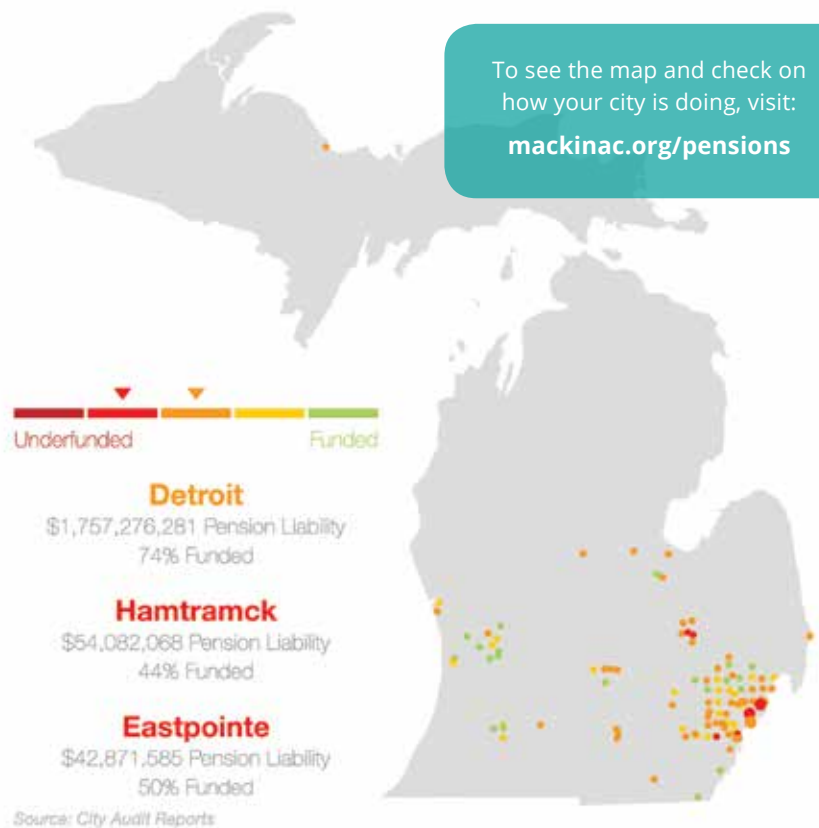 To see the map and check on
how your city is doing, visit:
mackinac.org/pensions
Underfunded
Funded
Detroit
$1,757,276,281 Pension Liability
74% Funded
Hamtramck
$54,082,068 Pension Liability
44% Funded
Eastpointe
$42,871,585 Pension Liability
50% Funded
Source: City Audit Reports